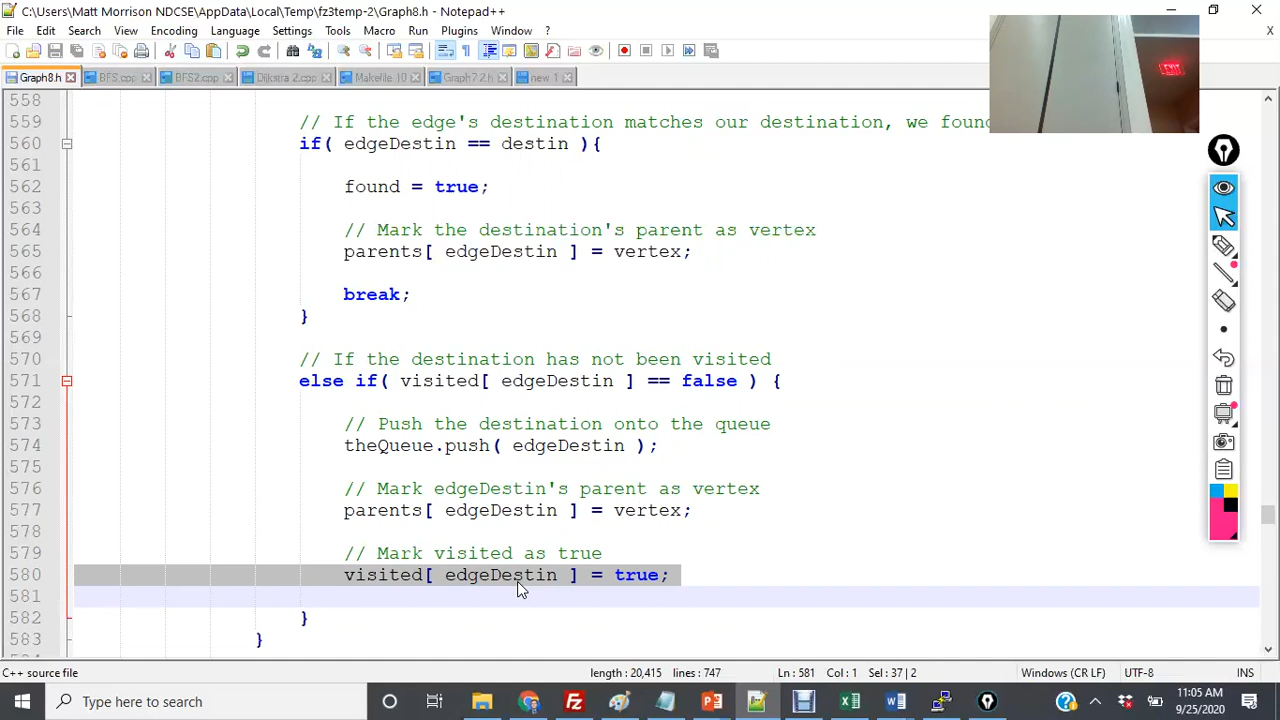 C:\Users\Matt Morrison NDCSE\AppData\Local\Temp\fz3temp-2\Graph8.h - Notepad++
File Edit Search View Encoding Language Settings Tools Macro Run Plugins Window ?
X
Graph8.h BFS.cpp BFS2.cpp Dijkstra 2.cpp new 1
EXIT
558
559 // If the edge's destination matches our destination, we foun
560 if( edgeDestin == destin ){
561
562 found = true;
563
564 // Mark the destination's parent as vertex
565 parents[ edgeDestin ] = vertex;
566
567 break;
568 }
569
570 // If the destination has not been visited
571 else if( visited[ edgeDestin ] == false ) {
572
573 // Push the destination onto the queue
574 theQueue.push( edgeDestin );
575
576 // Mark edgeDestin's parent as vertex
577 parents[ edgeDestin ] = vertex;
578
579 // Mark visited as true
580 visited[ edgeDestin ] = true;
581
582 }
583 }
C++ source file length : 20,415 lines : 747 Ln : 581 Col : 1 Sel : 37 | 2 Windows (CR LF) UTF-8 INS
Type here to search
11:05 AM
9/25/2020